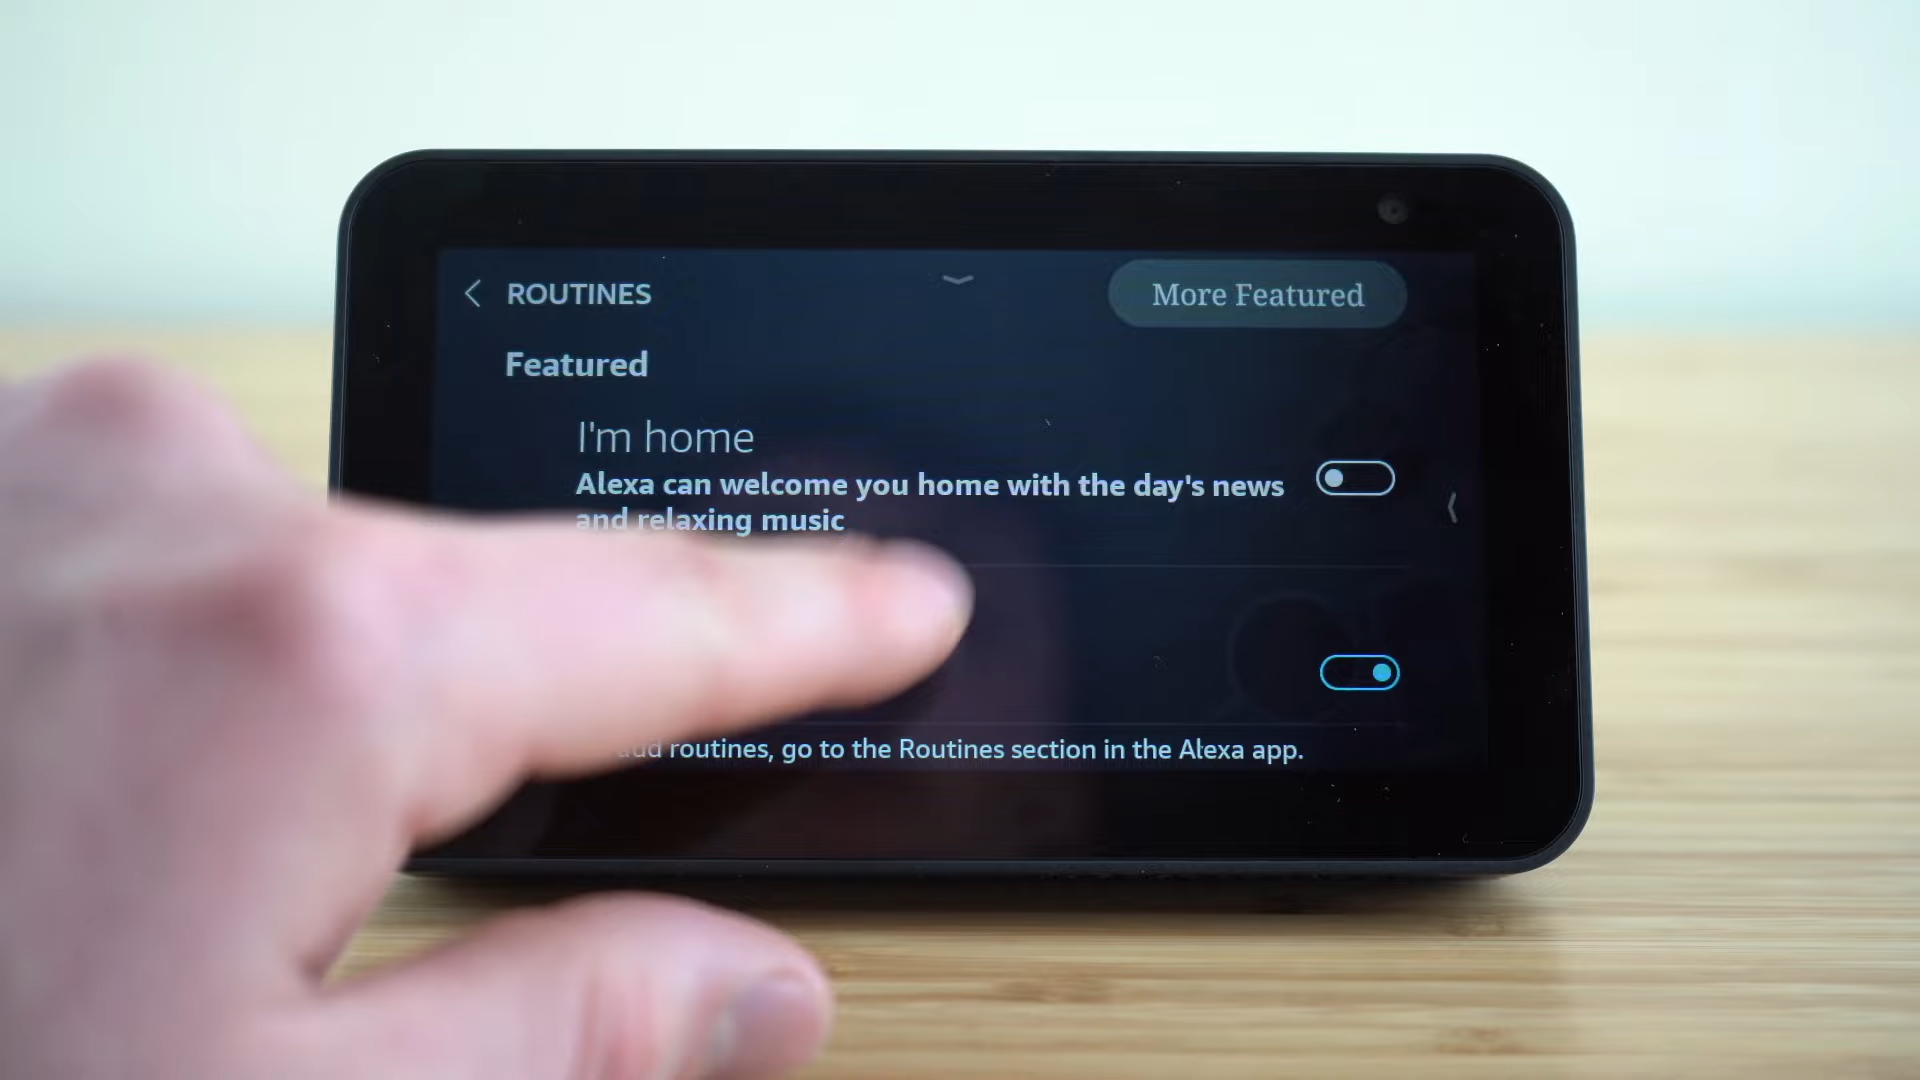 ROUTINES
More Featured
Featured
I'm home
Alexa can welcome you home with the day's news
and relaxing music
add routines, go to the Routines section in the Alexa app.